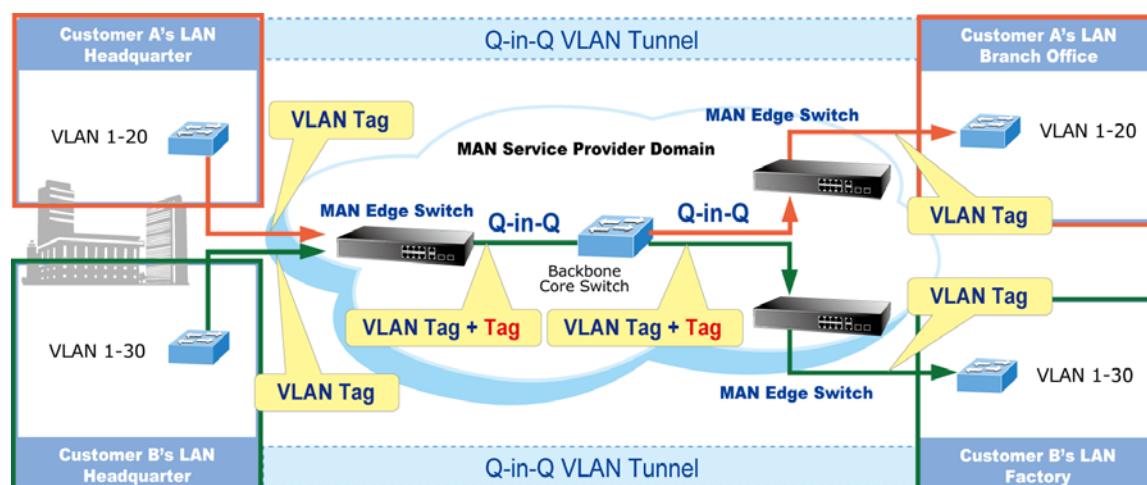 Customer A's LAN
Headquarter
Q-in-Q VLAN Tunnel
Customer A's LAN
Branch Office
VLAN 1-20
VLAN Tag
MAN Edge Switch
VLAN 1-20
MAN Service Provider Domain
MAN Edge Switch
Q-in-Q
Q-in-Q
VLAN Tag
Backbone
Core Switch
VLAN Tag
VLAN Tag + Tag
VLAN Tag + Tag
VLAN 1-30
VLAN Tag
MAN Edge Switch
VLAN 1-30
Customer B's LAN
Headquarter
Q-in-Q VLAN Tunnel
Customer B's LAN
Factory